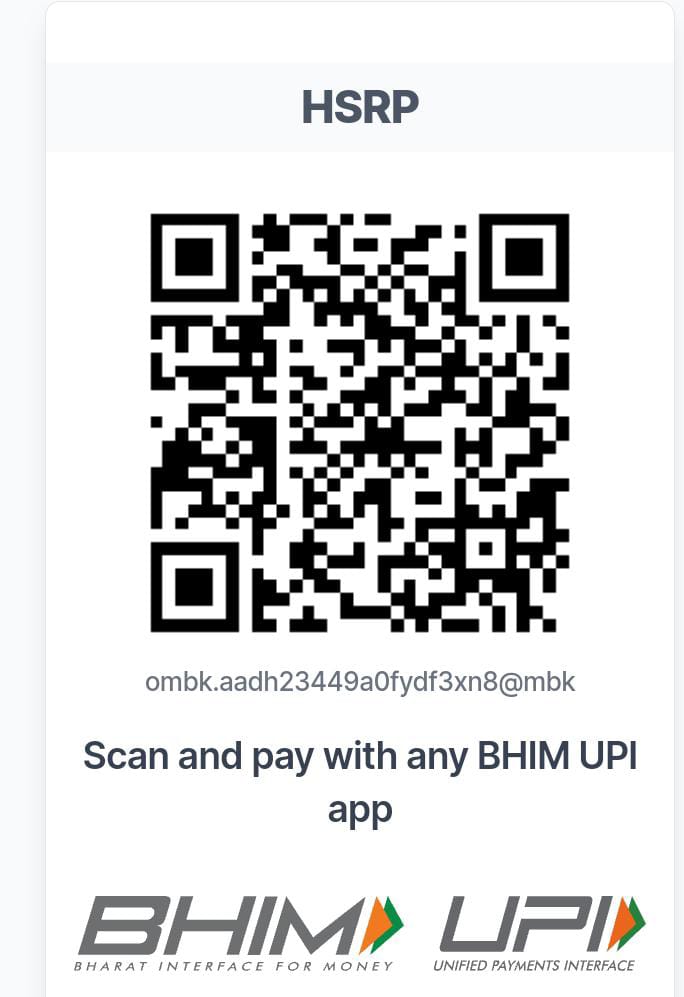 HSRP
ombk.aadh23449a0fydf3xn8@mbk
Scan and pay with any BHIM UPI
app
BHIM
BHARAT INTERFACE FOR MONEY
UPI
UNIFIED PAYMENTS INTERFACE